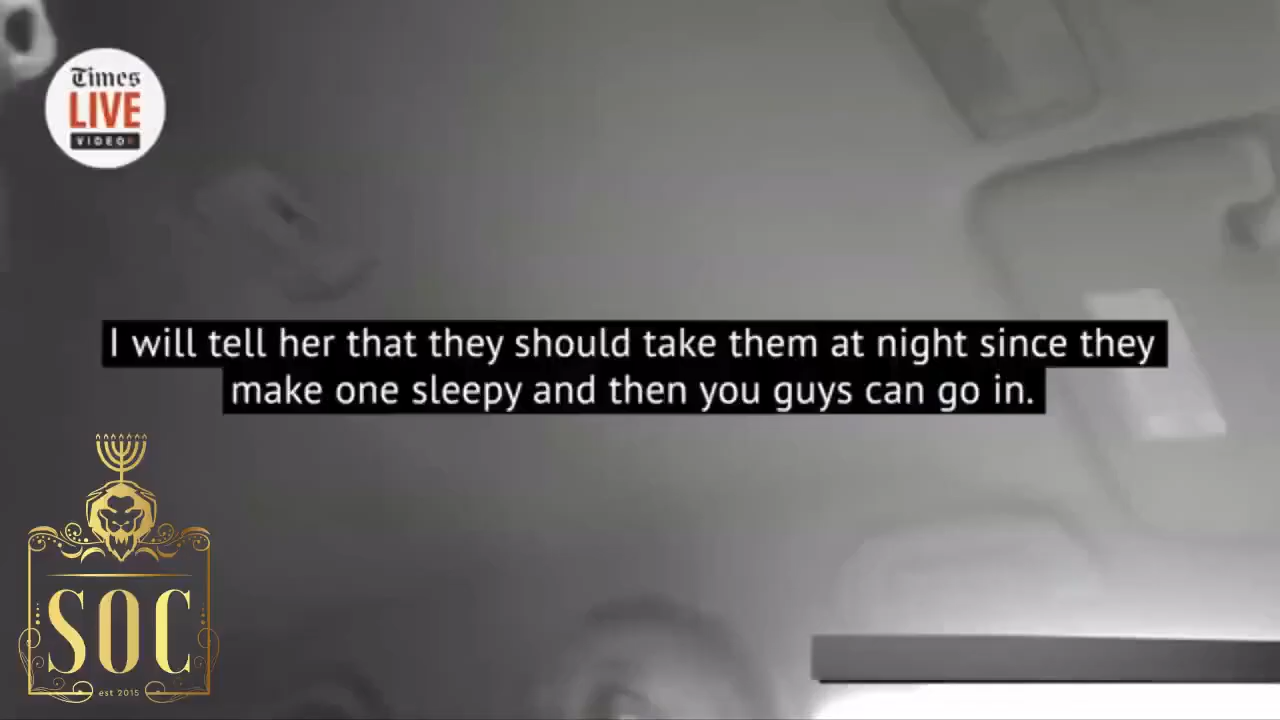 Times
LIVE
VIDEO
I will tell her that they should take them at night since they
make one sleepy and then you guys can go in.
SOC
est 2015